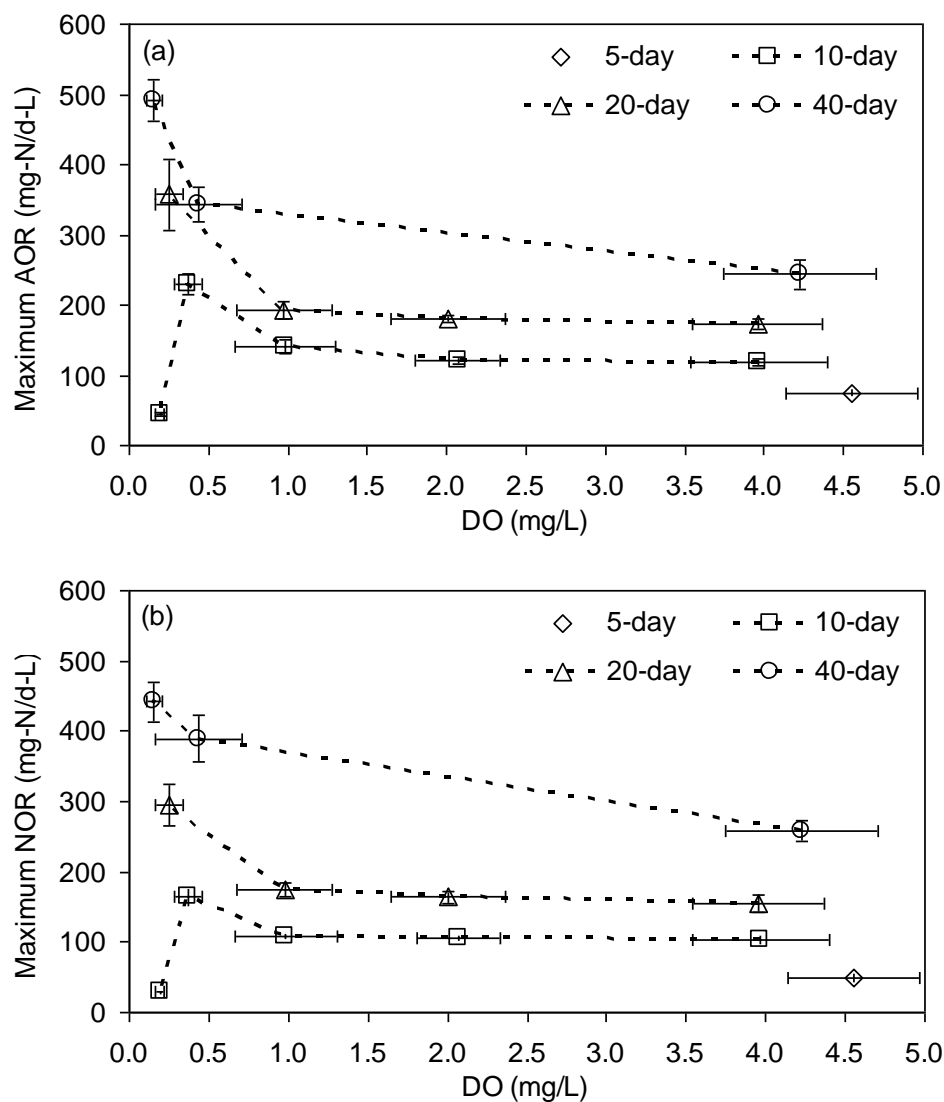 (a)
5-day 10-day
20-day 40-day
Maximum AOR (mg-N/d-L)
600
500
400
300
200
100
0
0.0 0.5 1.0 1.5 2.0 2.5 3.0 3.5 4.0 4.5 5.0
DO (mg/L)
(b)
5-day 10-day
20-day 40-day
Maximum NOR (mg-N/d-L)
600
500
400
300
200
100
0
0.0 0.5 1.0 1.5 2.0 2.5 3.0 3.5 4.0 4.5 5.0
DO (mg/L)